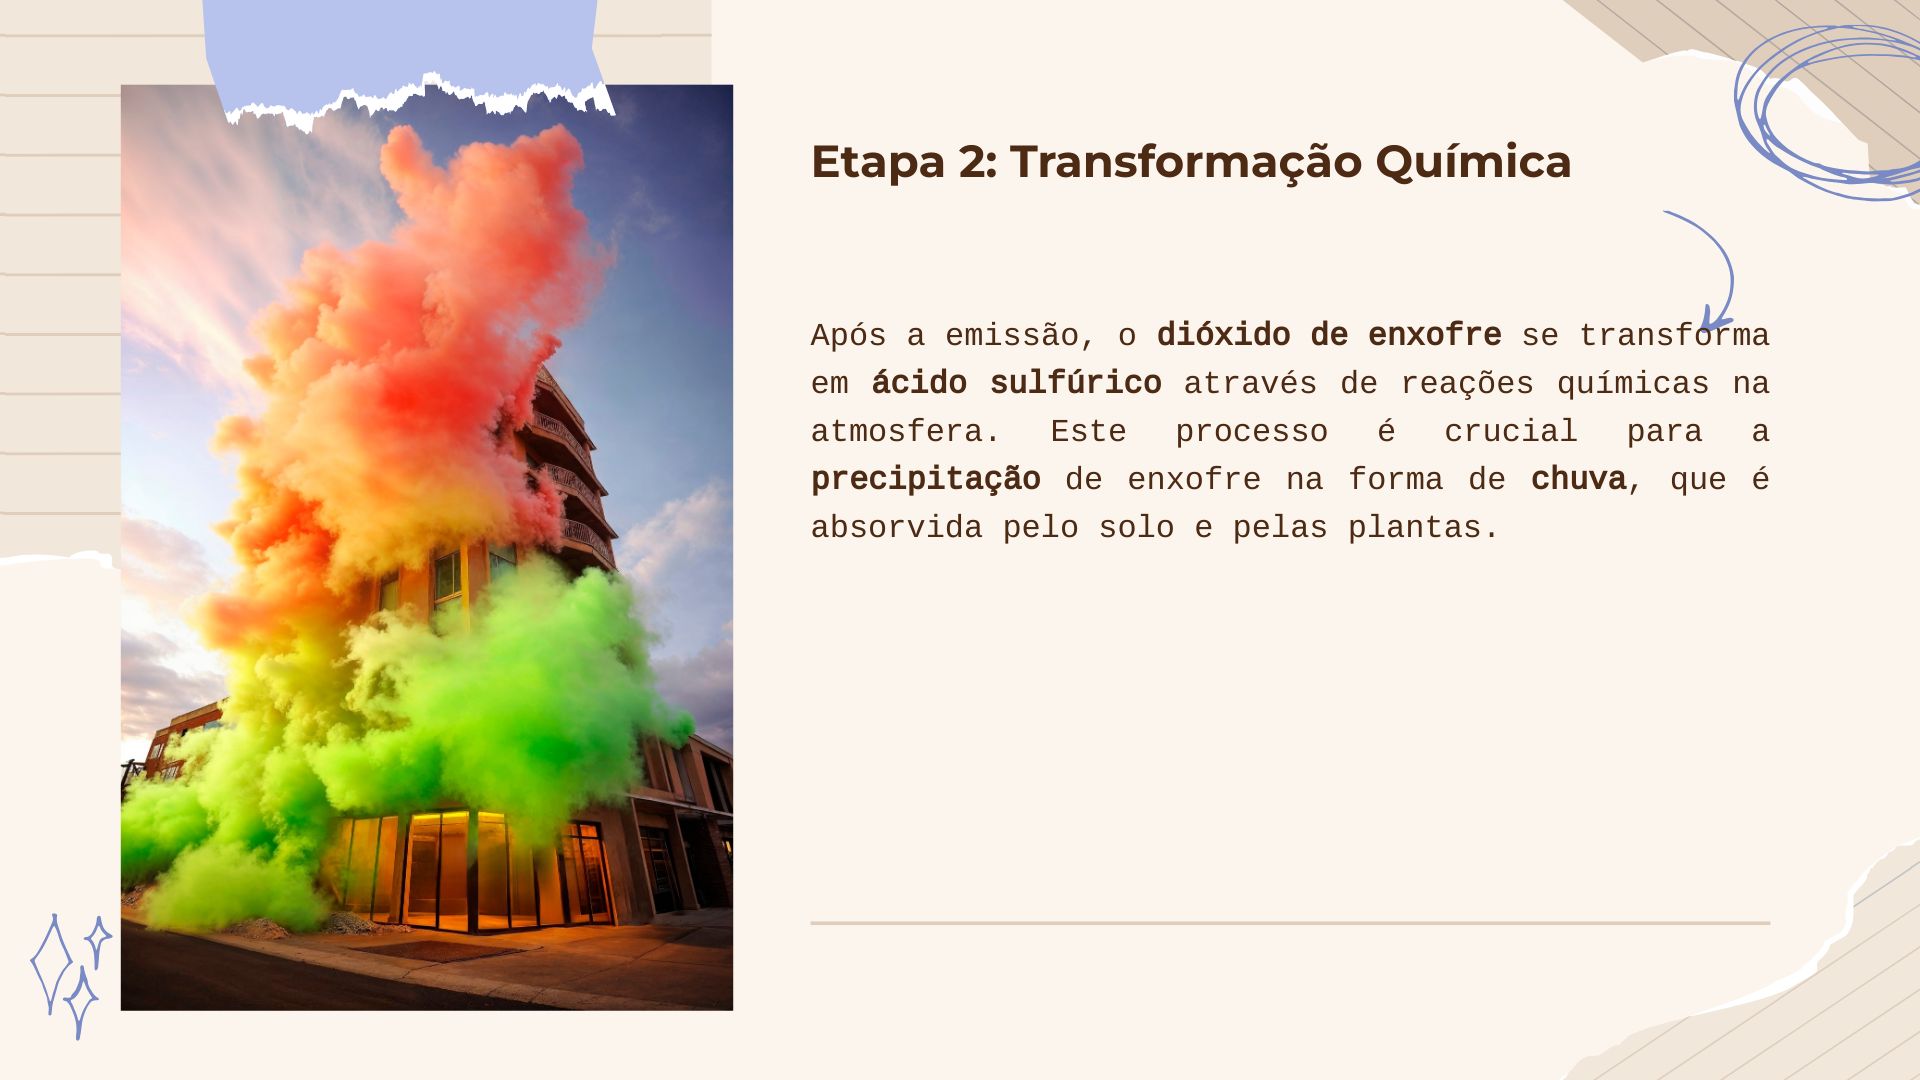 Etapa 2: Transformação Química
Após a emissão, o dióxido de enxofre se transforma
em ácido sulfúrico através de reações químicas na
atmosfera. Este processo é crucial para a
precipitação de enxofre na forma de chuva, que é
absorvida pelo solo e pelas plantas.